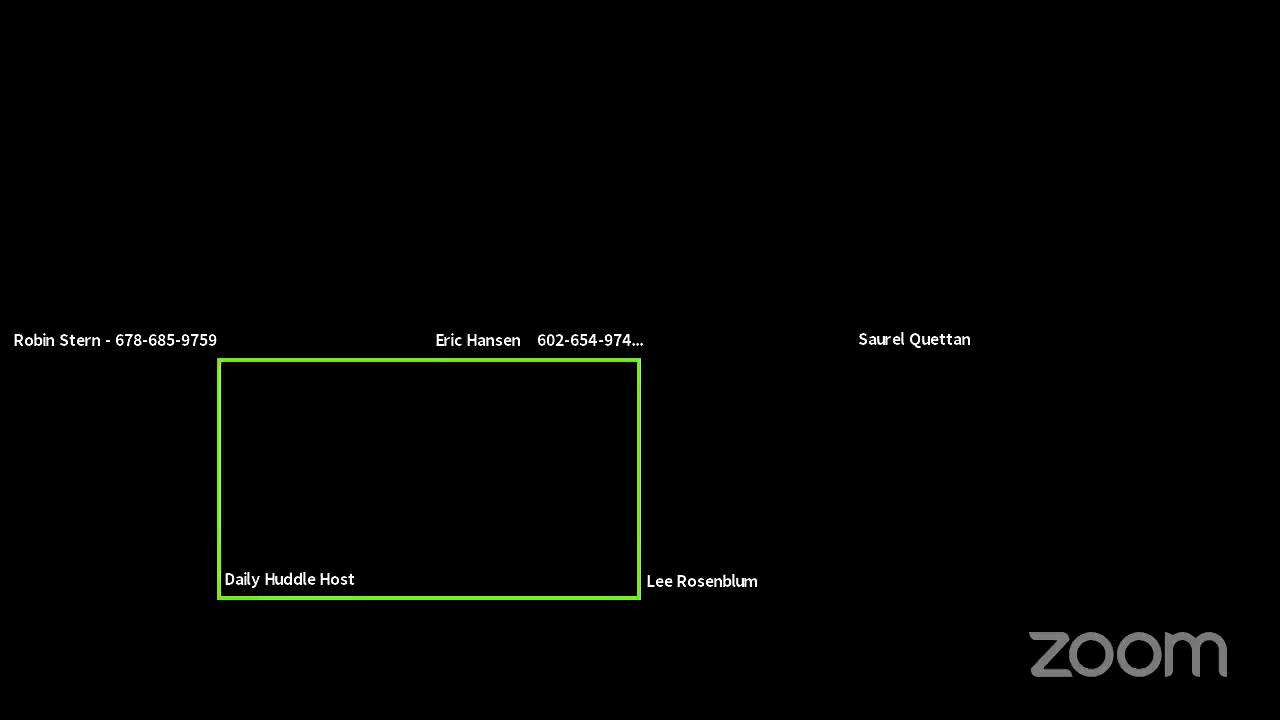 Robin Stern - 678-685-9759
Eric Hansen 602-654-974...
Saurel Quettan
Daily Huddle Host
Lee Rosenblum
zoom